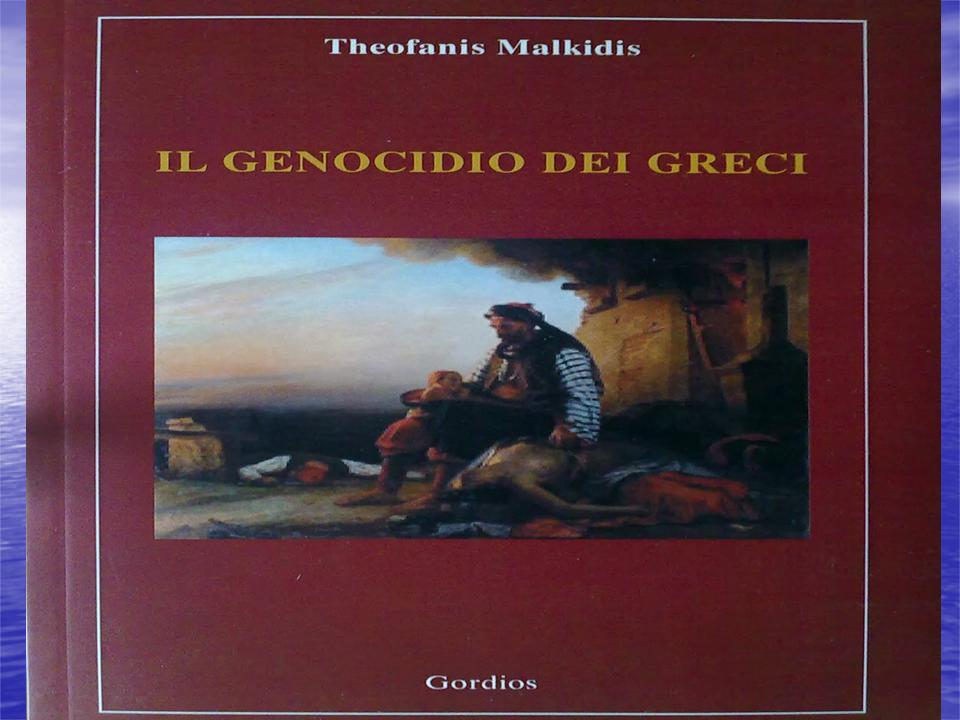 Theofanis Malkidis
IL GENOCIDIO DEI GRECI
Gordios